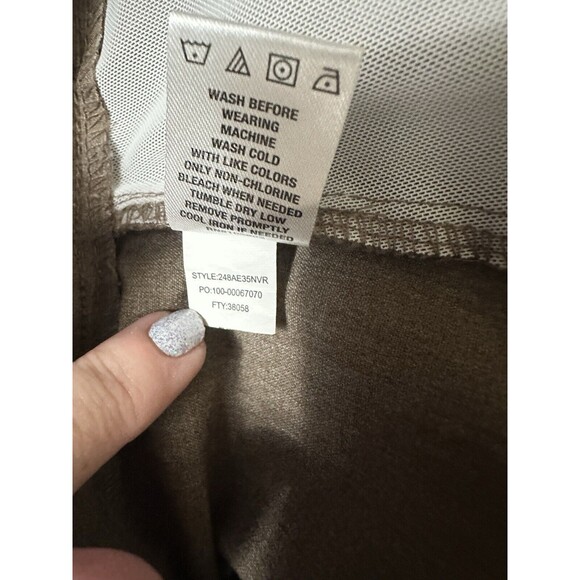 WASH BEFORE
WEARING
MACHINE
WASH COLD
WITH LIKE COLORS
ONLY NON-CHLORINE
BLEACH WHEN NEEDED
TUMBLE DRY LOW
REMOVE PROMPTLY
COOL IRON IF NEEDED
STYLE:248AE35NVR
PO:100-00067070
FTY:38058